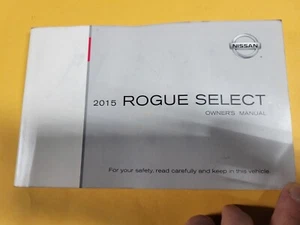 NISSAN
2015 ROGUE SELECT
OWNER'S MANUAL
For your safety, read carefully and keep in this vehicle.